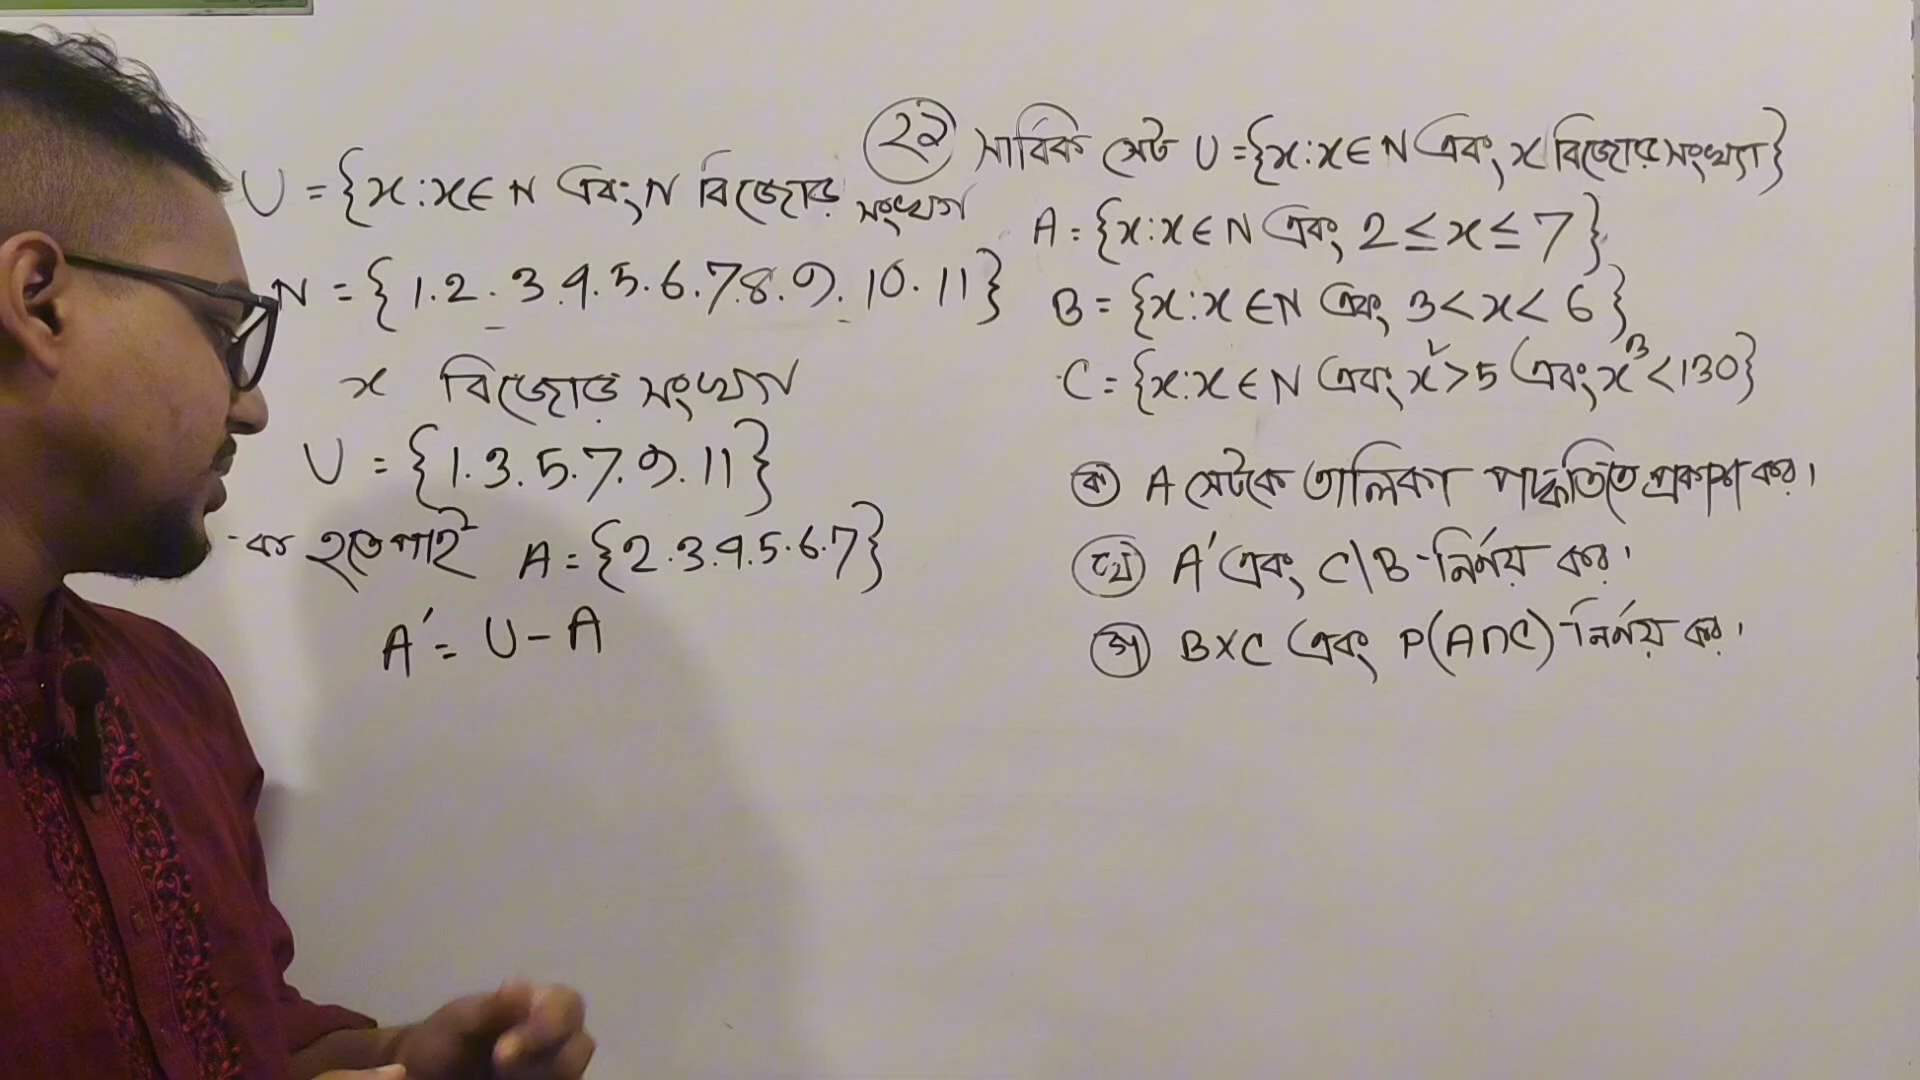 U = {x : x ∈ N এবং N বিজোড় সংখ্যা
N = {1. 2. 3. 4. 5. 6. 7. 8. 9. 10. 11}
x বিজোড় সংখ্যা
U = {1. 3. 5. 7. 9. 11}
ক হতে পাই A = {2. 3. 4. 5. 6. 7}
A′ = U − A
২২ সার্বিক সেট U = {x : x ∈ N এবং x বিজোড় সংখ্যা}
A = {x : x ∈ N এবং 2 ≤ x ≤ 7}
B = {x : x ∈ N এবং 3 < x < 6}
C = {x : x ∈ N এবং x² > 5 এবং x³ < 130}
ক A সেটকে তালিকা পদ্ধতিতে প্রকাশ কর।
খ A′ এবং C\B নির্ণয় কর।
গ B×C এবং P(A∩C) নির্ণয় কর।